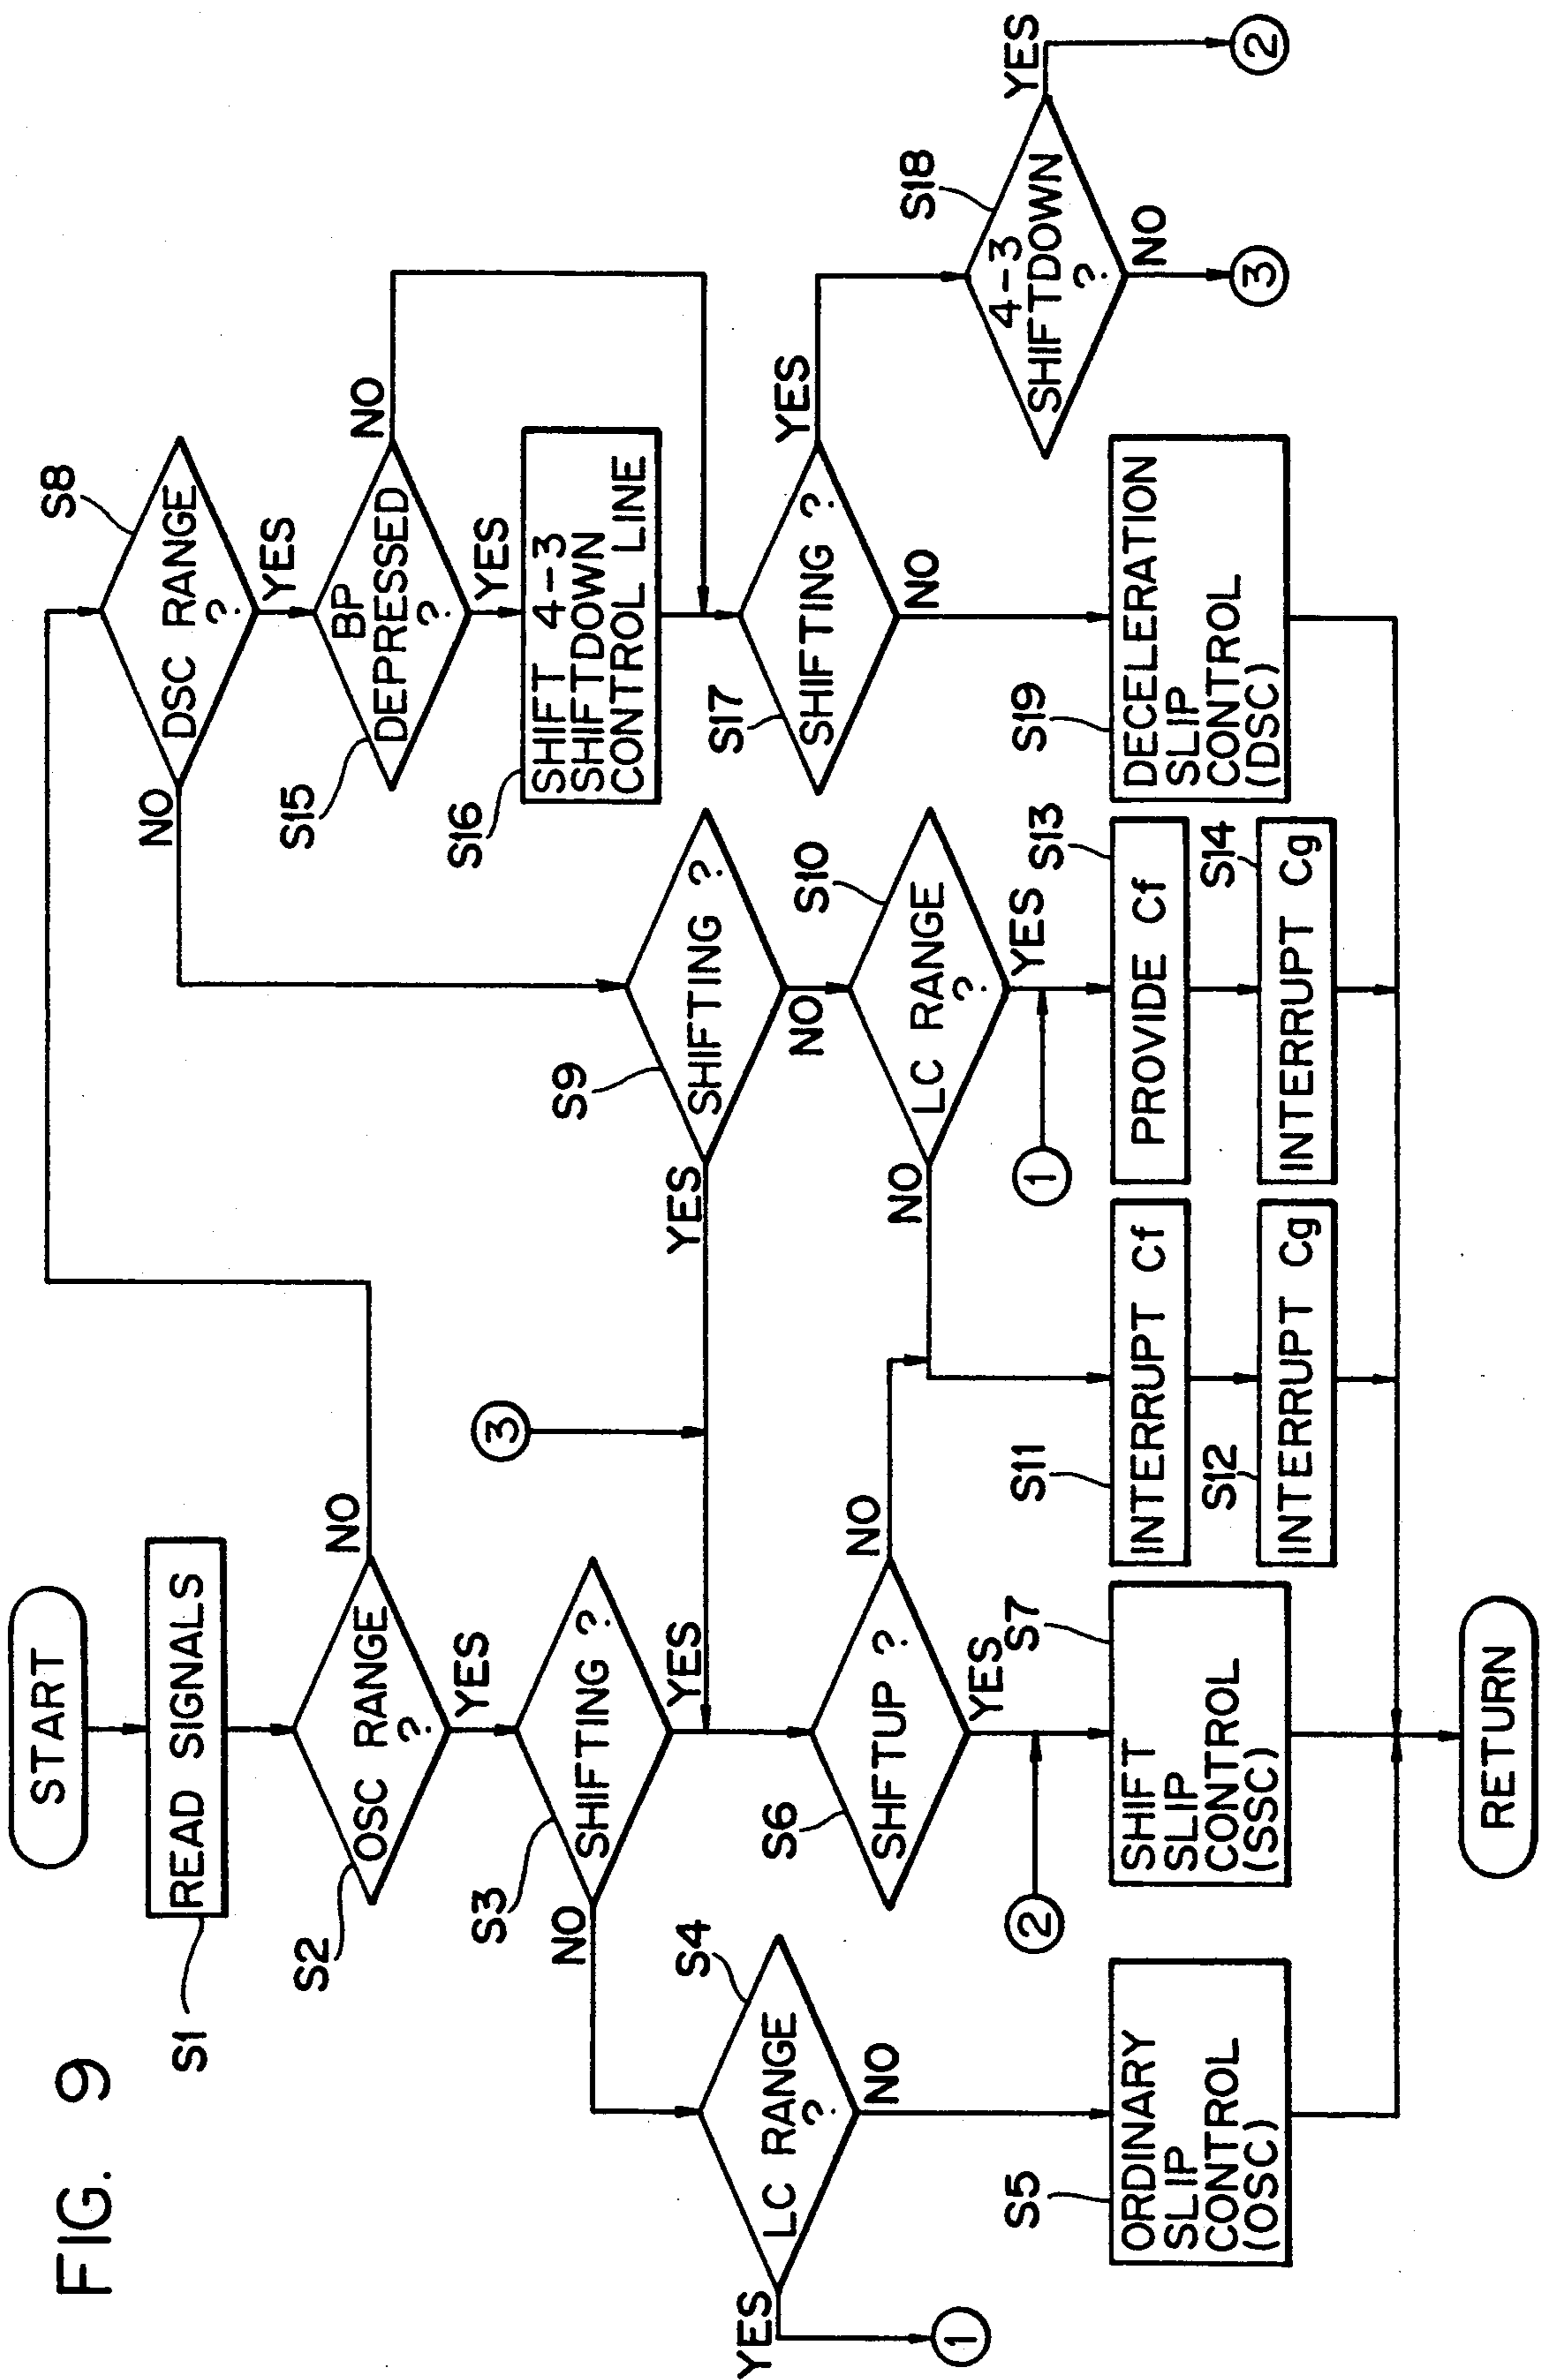 FIG. 9
START
S1
READ SIGNALS
S2
OSC RANGE
?
NO
YES
S3
SHIFTING ?
NO
YES
S4
LC RANGE
?
YES
NO
1
S5
ORDINARY
SLIP
CONTROL
(OSC)
3
S6
SHFTUP ?
NO
YES
2
S7
SHIFT
SLIP
CONTROL
(SSC)
S8
DSC RANGE
?
NO
YES
S9
SHIFTING ?
YES
NO
S10
LC RANGE
?
NO
YES
1
S11
INTERRUPT Cf
S12
INTERRUPT Cg
S13
PROVIDE Cf
S14
INTERRUPT Cg
S15
BP
DEPRESSED
?
NO
YES
S16
SHIFT 4-3
SHIFTDOWN
CONTROL LINE
S17
SHIFTING ?
YES
NO
S18
4-3
SHIFTDOWN
?
YES
NO
2
3
S19
DECELERATION
SLIP
CONTROL
(DSC)
RETURN